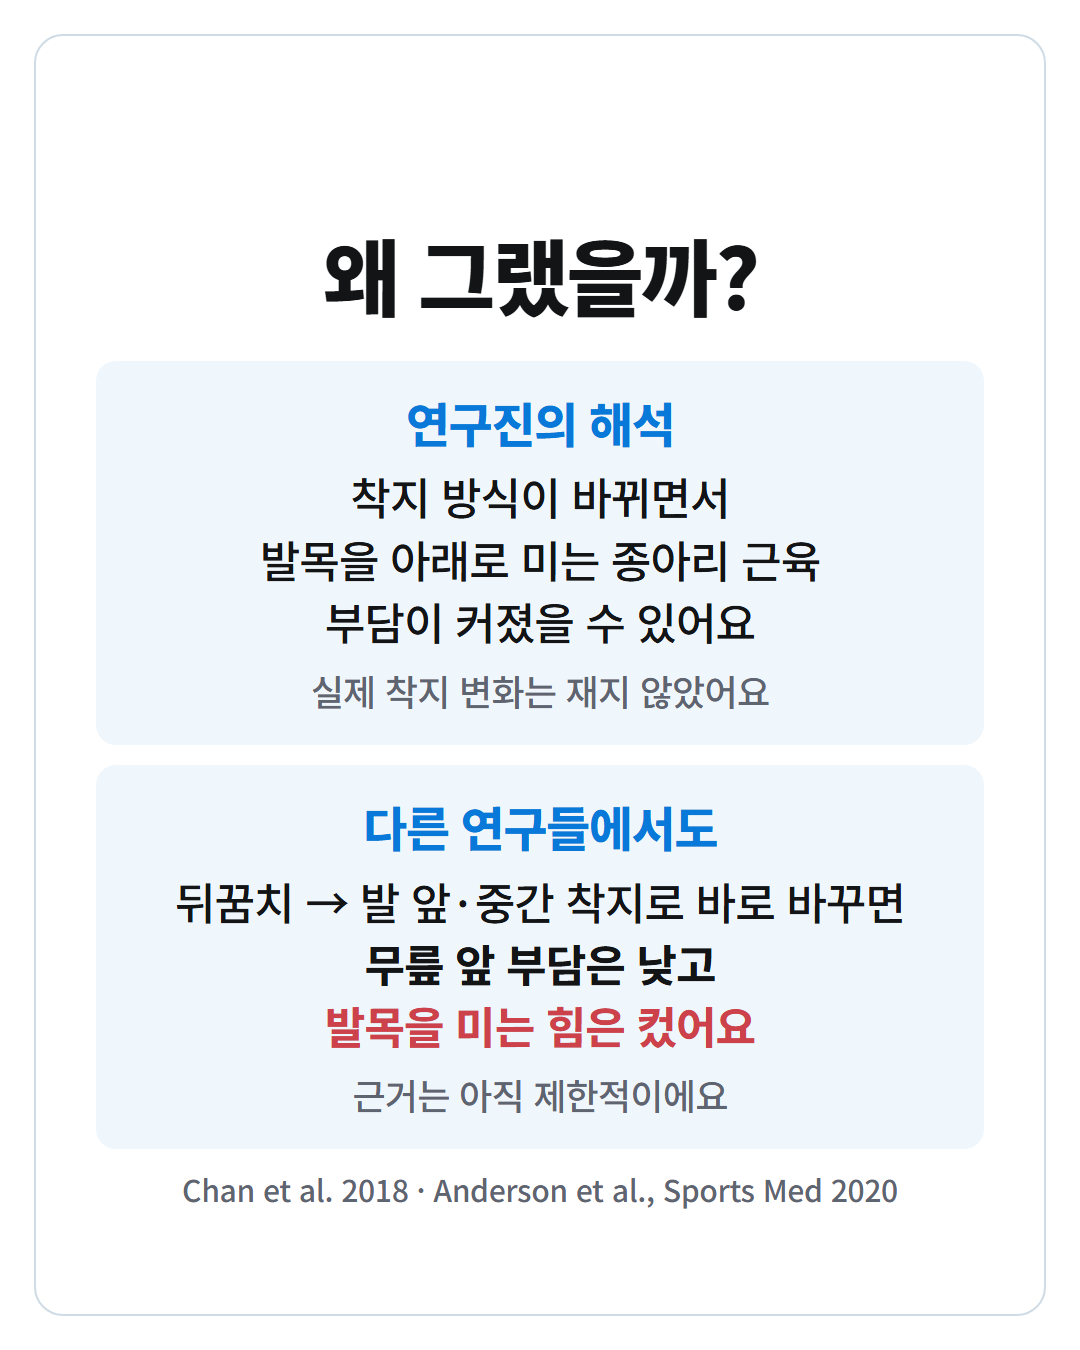 왜 그랬을까?
연구진의 해석
착지 방식이 바뀌면서
발목을 아래로 미는 종아리 근육
부담이 커졌을 수 있어요
실제 착지 변화는 재지 않았어요
다른 연구들에서도
뒤꿈치 → 발 앞·중간 착지로 바로 바꾸면
무릎 앞 부담은 낮고
발목을 미는 힘은 컸어요
근거는 아직 제한적이에요
Chan et al. 2018 · Anderson et al., Sports Med 2020